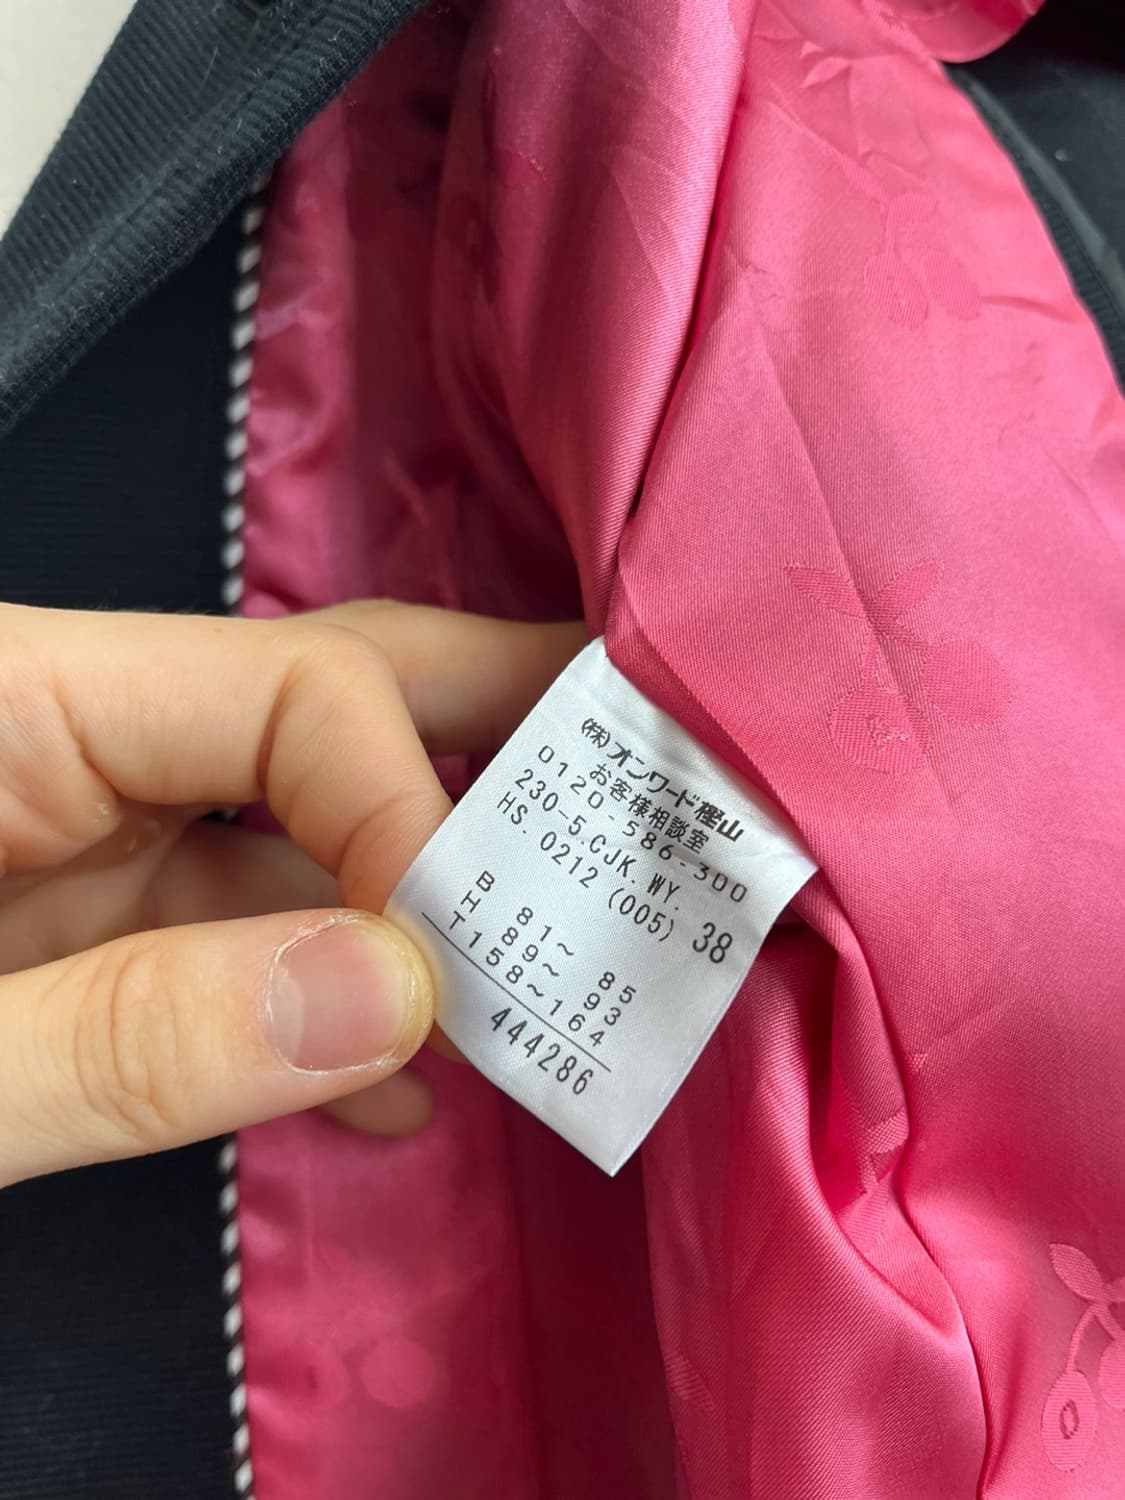 (株)オンワード樫山
お客様相談室
0120-586-300
230-5.CJK.WY.
HS. 0212 (005) 38
B 81~ 85
H 89~ 93
T158~164
444286